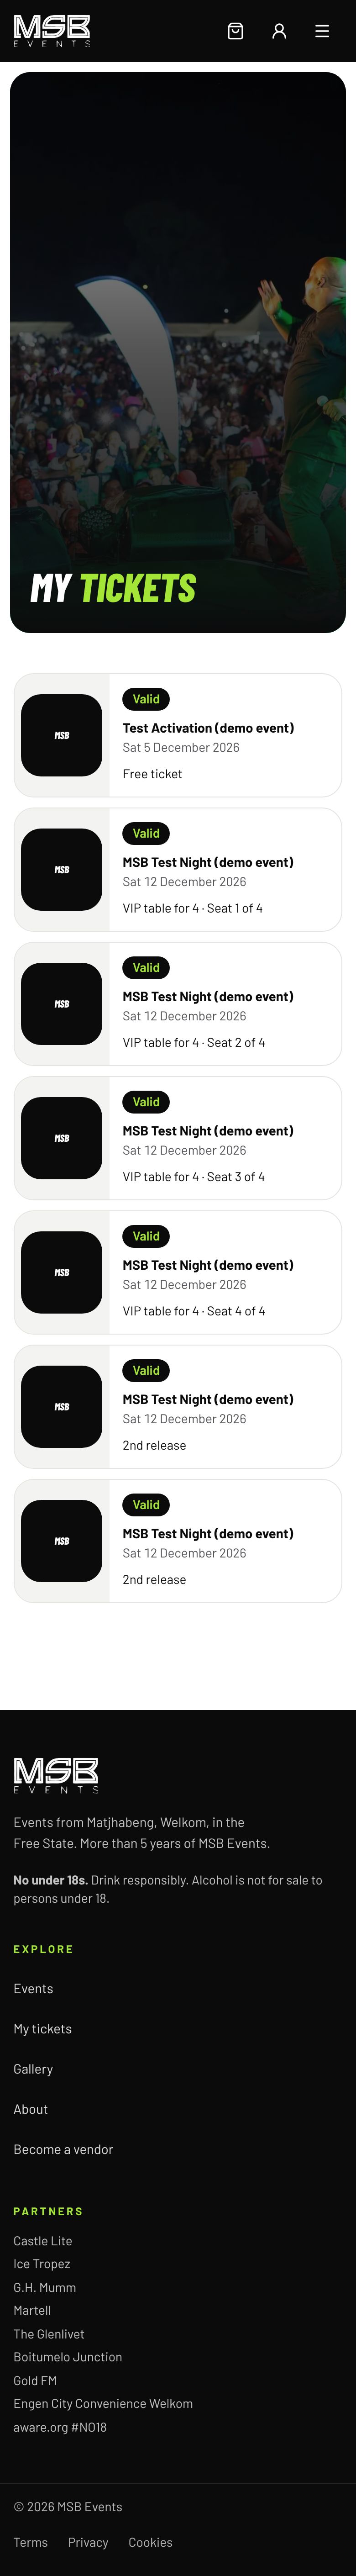 MSB
EVENTS
MY TICKETS
MSB
Valid
Test Activation (demo event)
Sat 5 December 2026
Free ticket
MSB
Valid
MSB Test Night (demo event)
Sat 12 December 2026
VIP table for 4 · Seat 1 of 4
MSB
Valid
MSB Test Night (demo event)
Sat 12 December 2026
VIP table for 4 · Seat 2 of 4
MSB
Valid
MSB Test Night (demo event)
Sat 12 December 2026
VIP table for 4 · Seat 3 of 4
MSB
Valid
MSB Test Night (demo event)
Sat 12 December 2026
VIP table for 4 · Seat 4 of 4
MSB
Valid
MSB Test Night (demo event)
Sat 12 December 2026
2nd release
MSB
Valid
MSB Test Night (demo event)
Sat 12 December 2026
2nd release
MSB
EVENTS
Events from Matjhabeng, Welkom, in the
Free State. More than 5 years of MSB Events.
No under 18s. Drink responsibly. Alcohol is not for sale to
persons under 18.
EXPLORE
Events
My tickets
Gallery
About
Become a vendor
PARTNERS
Castle Lite
Ice Tropez
G.H. Mumm
Martell
The Glenlivet
Boitumelo Junction
Gold FM
Engen City Convenience Welkom
aware.org #NO18
© 2026 MSB Events
Terms Privacy Cookies